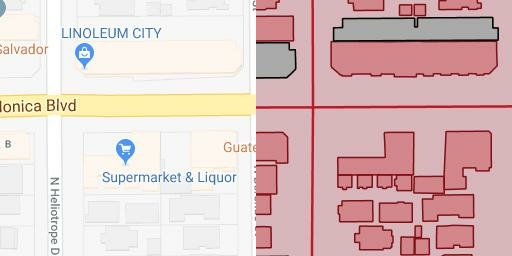 LINOLEUM CITY
Salvador
Monica Blvd
B
Guate
Supermarket & Liquor
N Heliotrope D